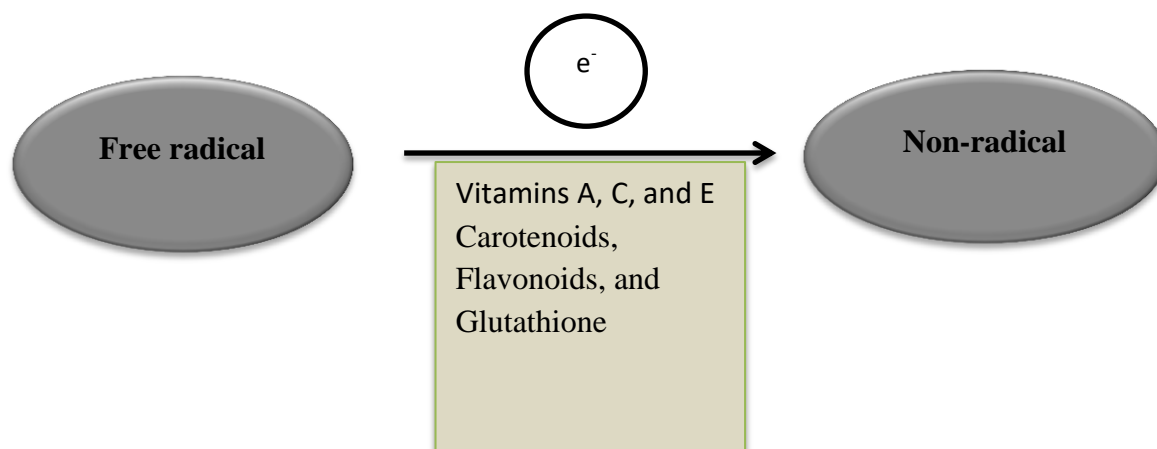 e-
Free radical
Non-radical
Vitamins A, C, and E
Carotenoids,
Flavonoids, and
Glutathione